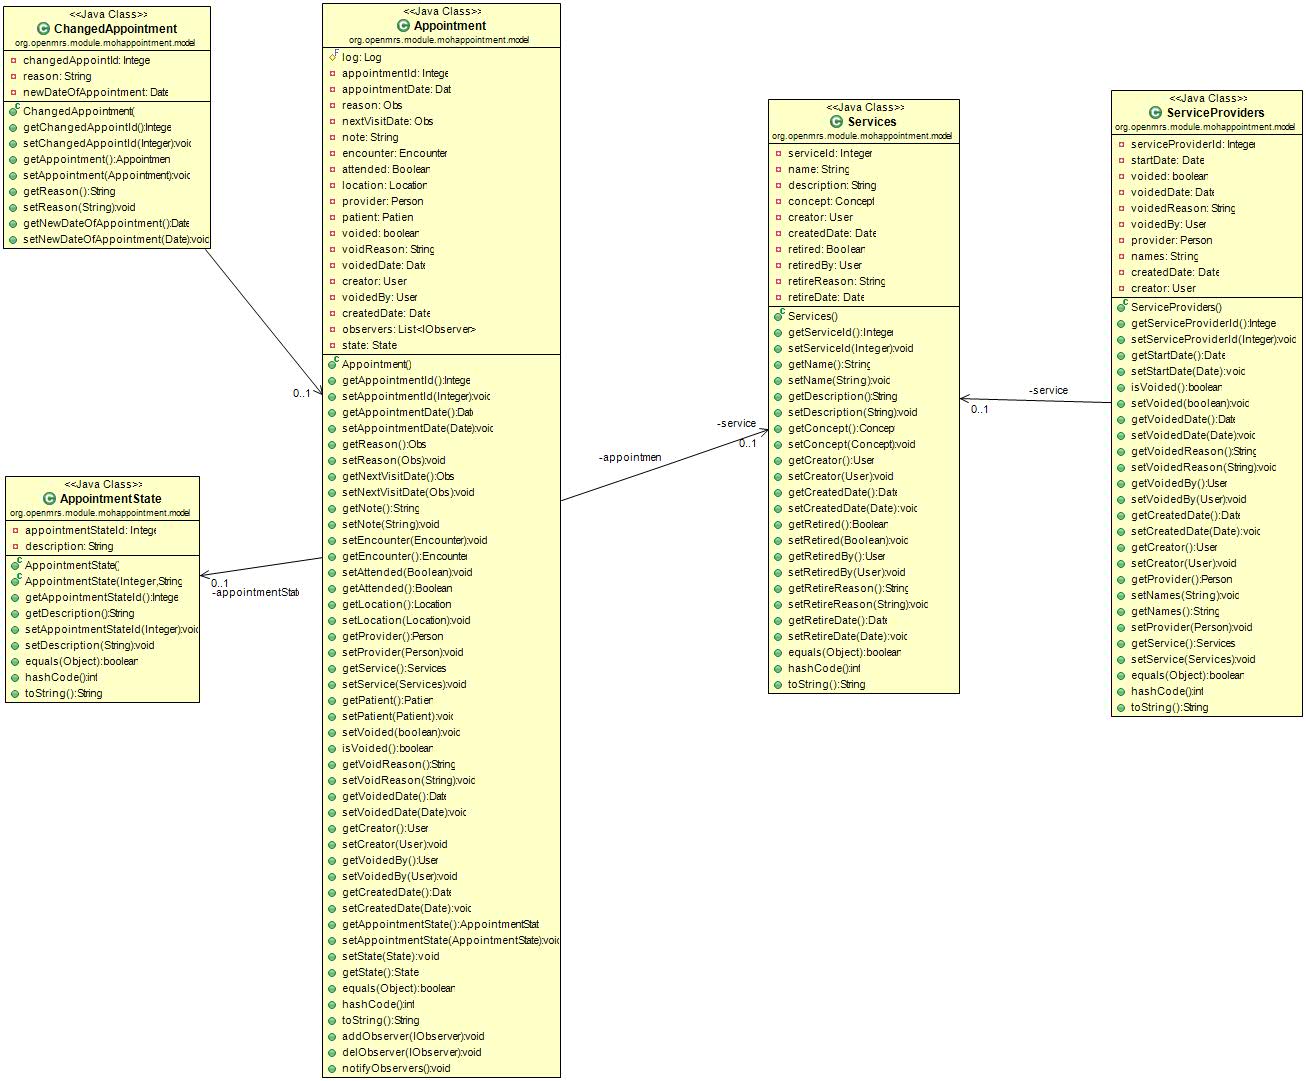 <<Java Class>>
ChangedAppointment
org.openmrs.module.mohappointment.model
changedAppointId: Intege
reason: String
newDateOfAppointment: Date
ChangedAppointment(
getChangedAppointId():Intege
setChangedAppointId(Integer):voic
getAppointment():Appointmen
setAppointment(Appointment):voic
getReason():String
setReason(String):void
getNewDateOfAppointment():Date
setNewDateOfAppointment(Date):voic
0..1
<<Java Class>>
AppointmentState
org.openmrs.module.mohappointment.model
appointmentStateId: Intege
description: String
AppointmentState(
AppointmentState(Integer,String
getAppointmentStateId():Intege
getDescription():String
setAppointmentStateId(Integer):voic
setDescription(String):void
equals(Object):boolean
hashCode():int
toString():String
0..1
-appointmentStat
<<Java Class>>
Appointment
org.openmrs.module.mohappointment.model
log: Log
appointmentId: Intege
appointmentDate: Dat
reason: Obs
nextVisitDate: Obs
note: String
encounter: Encounter
attended: Boolean
location: Location
provider: Person
patient: Patien
voided: boolean
voidReason: String
voidedDate: Date
creator: User
voidedBy: User
createdDate: Date
observers: List<IObserver>
state: State
Appointment()
getAppointmentId():Intege
setAppointmentId(Integer):voic
getAppointmentDate():Dat
setAppointmentDate(Date):voic
getReason():Obs
setReason(Obs):void
getNextVisitDate():Obs
setNextVisitDate(Obs):void
getNote():String
setNote(String):void
setEncounter(Encounter):void
getEncounter():Encounte
setAttended(Boolean):void
getAttended():Boolean
getLocation():Location
setLocation(Location):void
getProvider():Person
setProvider(Person):void
getService():Services
setService(Services):void
getPatient():Patier
setPatient(Patient):voic
setVoided(boolean):void
isVoided():boolean
getVoidReason():String
setVoidReason(String):void
getVoidedDate():Date
setVoidedDate(Date):voic
getCreator():User
setCreator(User):void
getVoidedBy():User
setVoidedBy(User):void
getCreatedDate():Date
setCreatedDate(Date):voic
getAppointmentState():AppointmentStat
setAppointmentState(AppointmentState):voic
setState(State):void
getState():State
equals(Object):boolean
hashCode():int
toString():String
addObserver(IObserver):void
delObserver(IObserver):void
notifyObservers():void
-appointmen
-service
0..1
<<Java Class>>
Services
org.openmrs.module.mohappointment.model
serviceId: Integer
name: String
description: String
concept: Concept
creator: User
createdDate: Date
retired: Boolean
retiredBy: User
retireReason: String
retireDate: Date
Services()
getServiceId():Integer
setServiceId(Integer):void
getName():String
setName(String):void
getDescription():String
setDescription(String):void
getConcept():Concep
setConcept(Concept):void
getCreator():User
setCreator(User):void
getCreatedDate():Date
setCreatedDate(Date):voic
getRetired():Boolean
setRetired(Boolean):void
getRetiredBy():User
setRetiredBy(User):void
getRetireReason():String
setRetireReason(String):void
getRetireDate():Date
setRetireDate(Date):voic
equals(Object):boolean
hashCode():int
toString():String
-service
0..1
<<Java Class>>
ServiceProviders
org.openmrs.module.mohappointment.model
serviceProviderId: Intege
startDate: Date
voided: boolean
voidedDate: Date
voidedReason: String
voidedBy: User
provider: Person
names: String
createdDate: Date
creator: User
ServiceProviders()
getServiceProviderId():Intege
setServiceProviderId(Integer):voic
getStartDate():Date
setStartDate(Date):voic
isVoided():boolean
setVoided(boolean):void
getVoidedDate():Date
setVoidedDate(Date):voic
getVoidedReason():String
setVoidedReason(String):void
getVoidedBy():User
setVoidedBy(User):void
getCreatedDate():Date
setCreatedDate(Date):voic
getCreator():User
setCreator(User):void
getProvider():Person
setNames(String):void
getNames():String
setProvider(Person):void
getService():Services
setService(Services):void
equals(Object):boolean
hashCode():int
toString():String